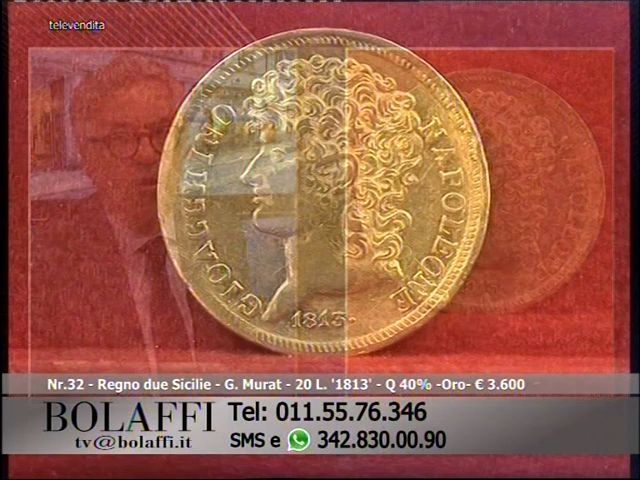 televendita
GIOACCHINO NAPOLEONE
1813·
Nr.32 - Regno due Sicilie - G. Murat - 20 L. '1813' - Q 40% -Oro- € 3.600
BOLAFFI
tv@bolaffi.it
Tel: 011.55.76.346
SMS e 342.830.00.90